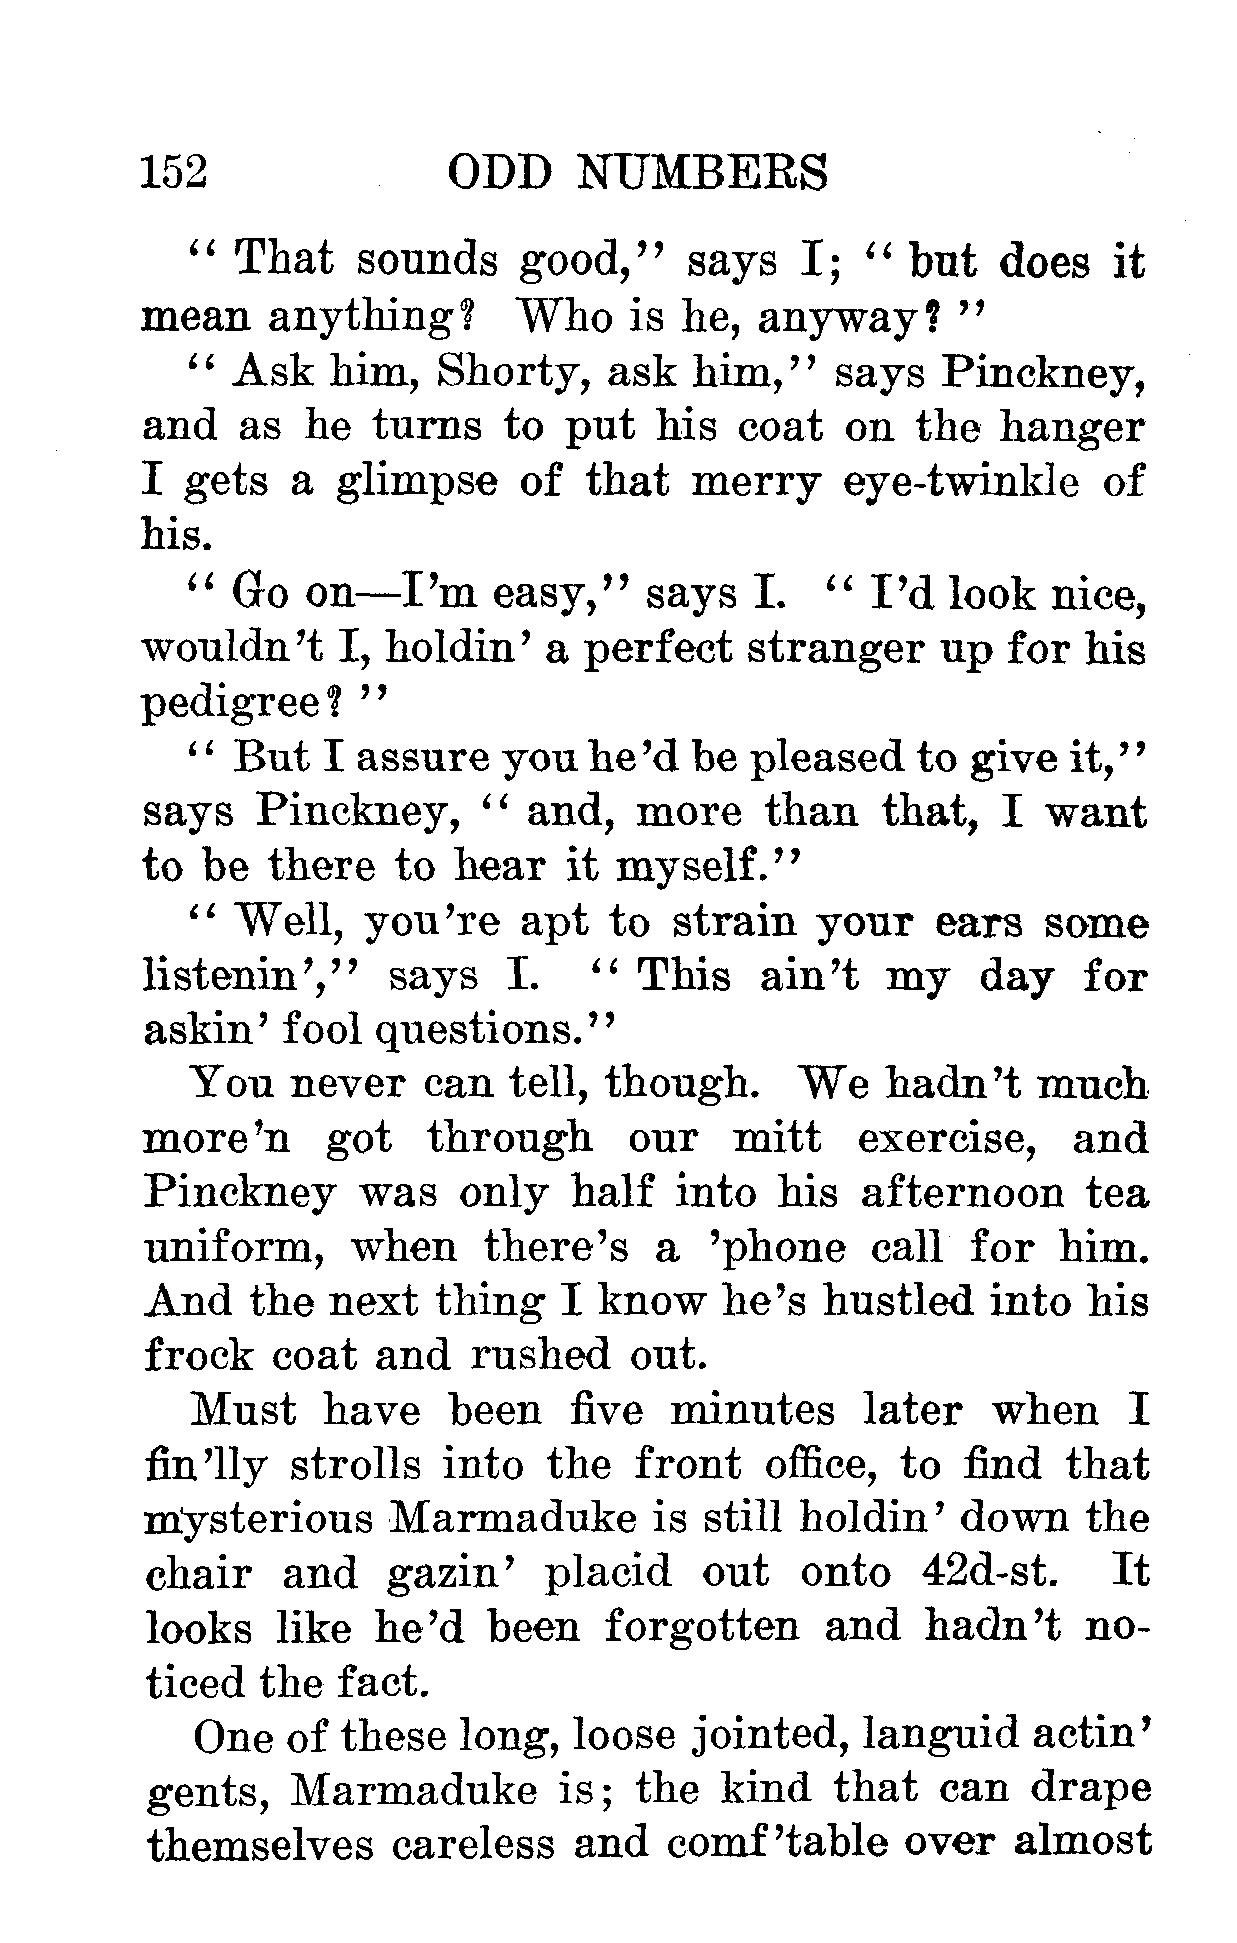 152 ODD NUMBERS
" That sounds good," says I; " but does it
mean anything? Who is he, anyway? "
" Ask him, Shorty, ask him," says Pinckney,
and as he turns to put his coat on the hanger
I gets a glimpse of that merry eye-twinkle of
his.
" Go on—I'm easy," says I. " I'd look nice,
wouldn't I, holdin' a perfect stranger up for his
pedigree? "
" But I assure you he'd be pleased to give it,"
says Pinckney, " and, more than that, I want
to be there to hear it myself."
" Well, you're apt to strain your ears some
listenin'," says I. " This ain't my day for
askin' fool questions."
You never can tell, though. We hadn't much
more'n got through our mitt exercise, and
Pinckney was only half into his afternoon tea
uniform, when there's a 'phone call for him.
And the next thing I know he's hustled into his
frock coat and rushed out.
Must have been five minutes later when I
fin'lly strolls into the front office, to find that
mysterious Marmaduke is still holdin' down the
chair and gazin' placid out onto 42d-st. It
looks like he'd been forgotten and hadn't no-
ticed the fact.
One of these long, loose jointed, languid actin'
gents, Marmaduke is; the kind that can drape
themselves careless and comf'table over almost